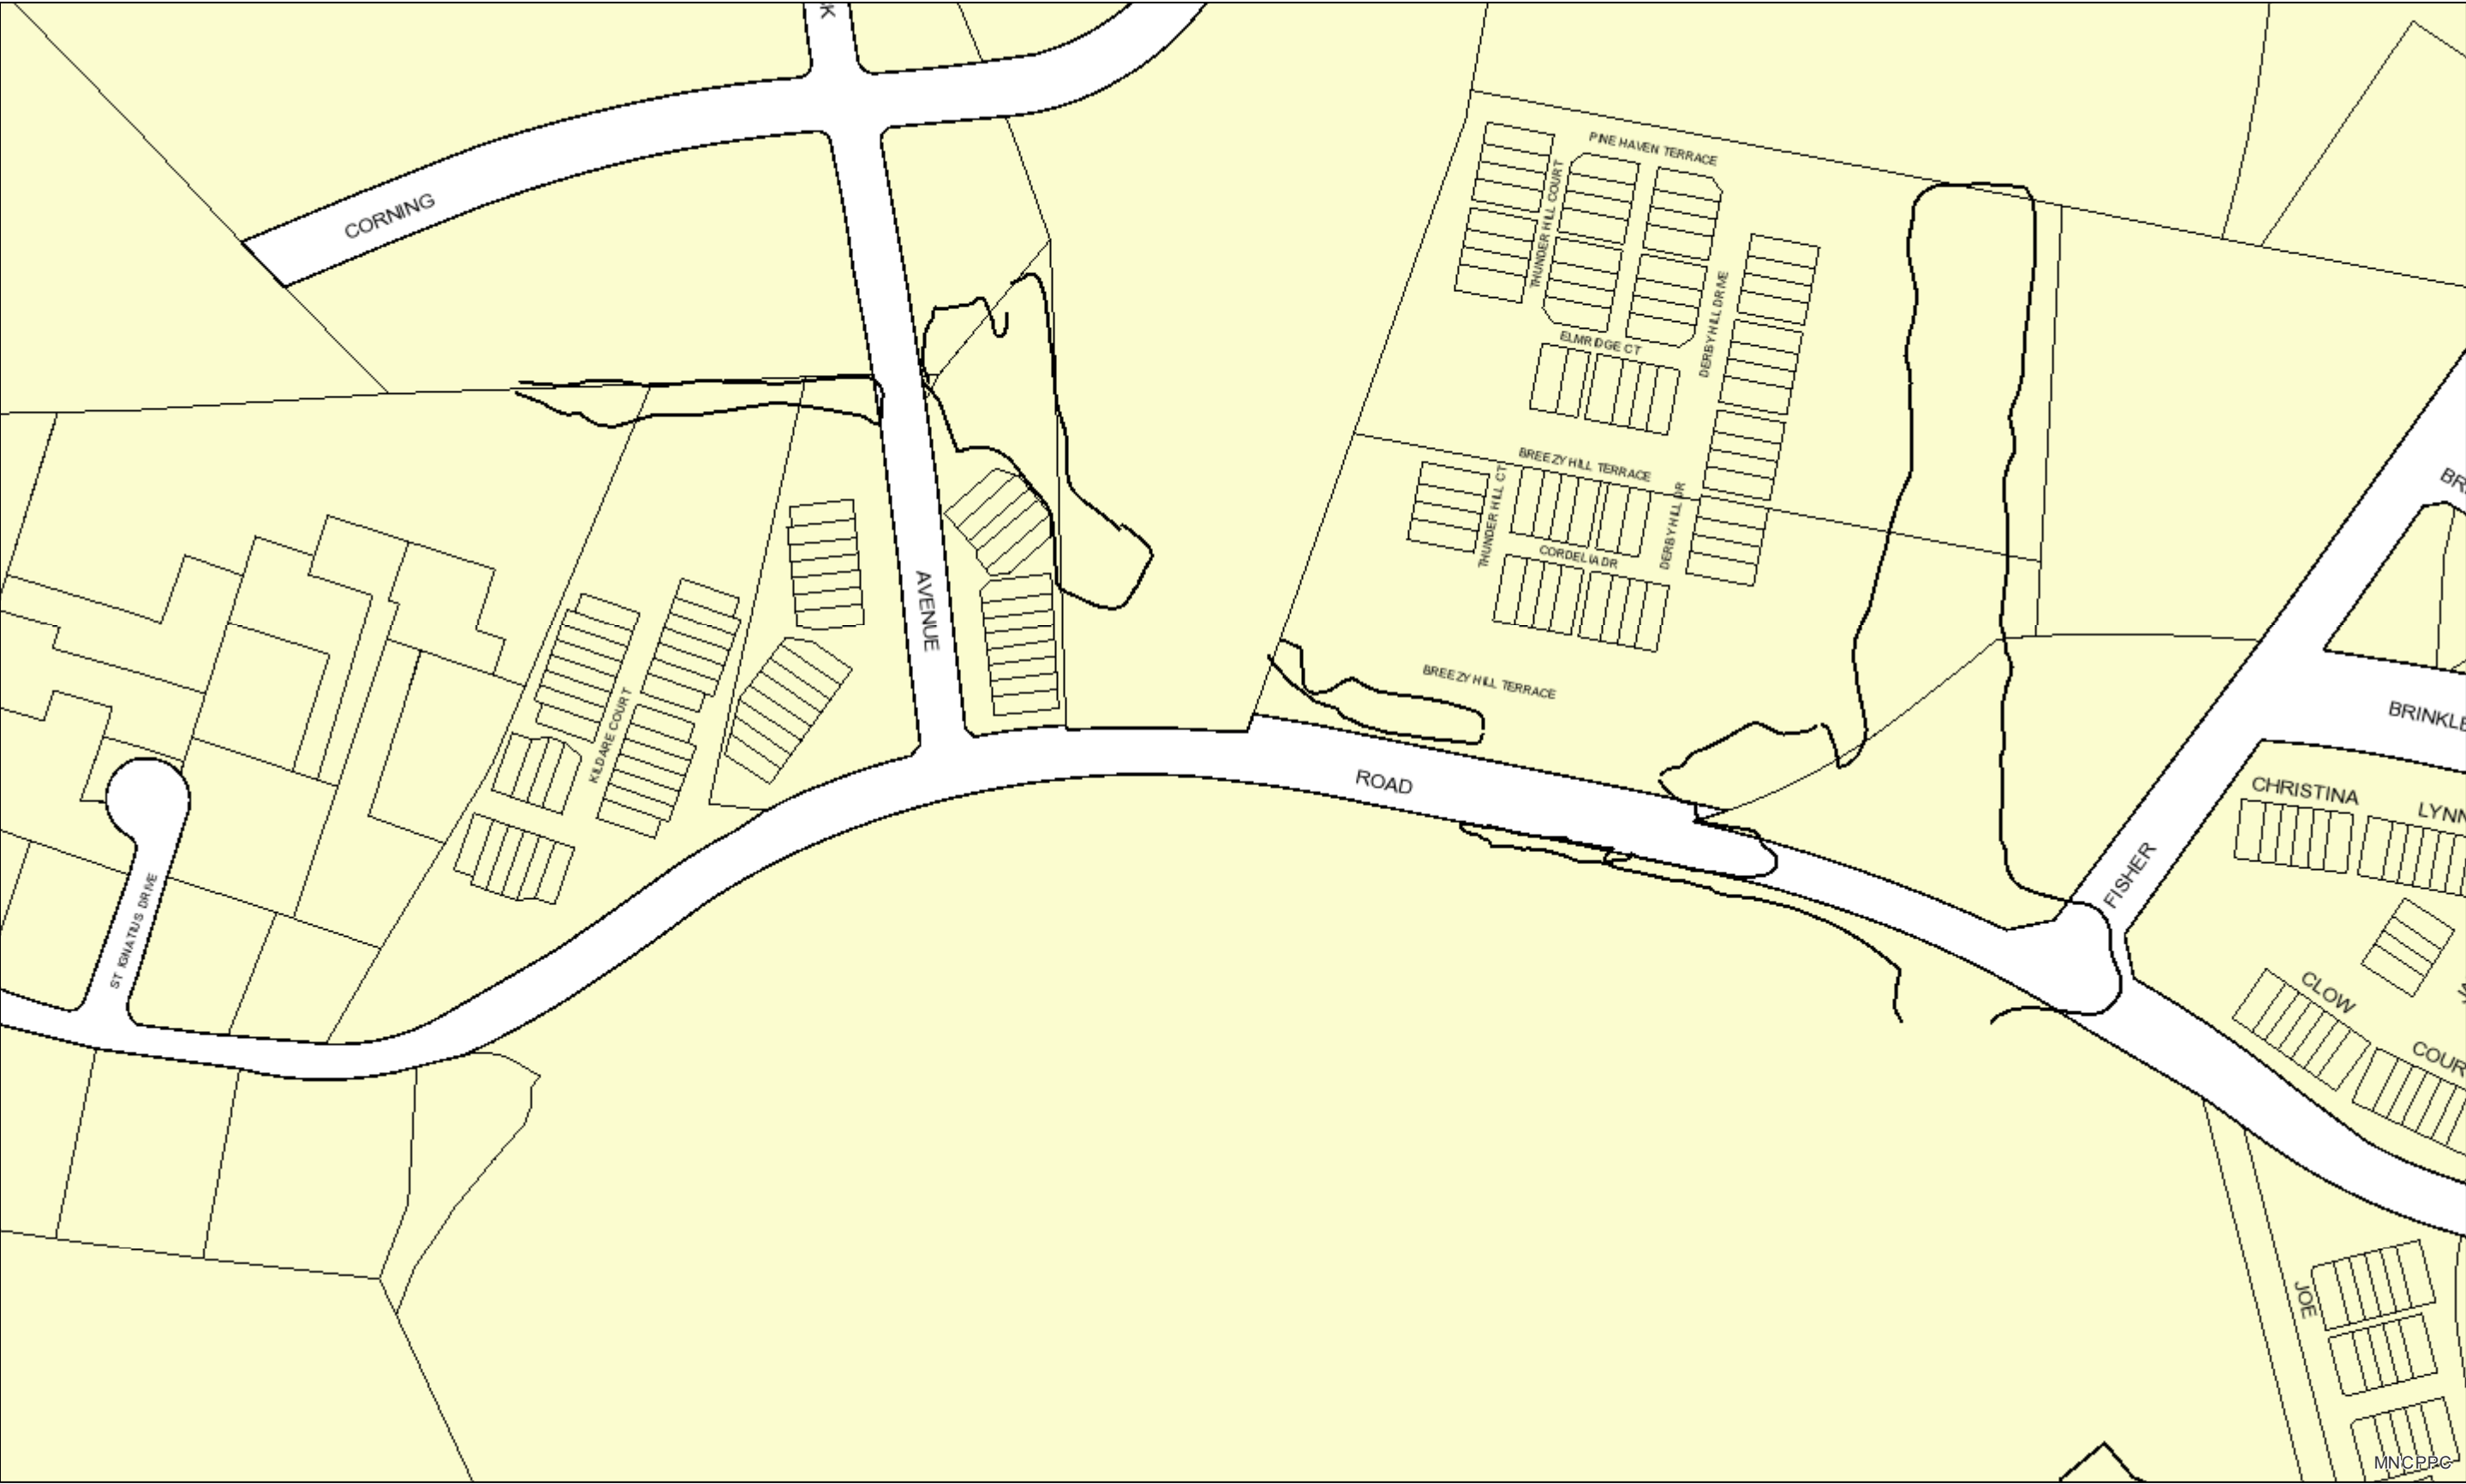 CORNING
PINE HAVEN TERRACE
THUNDER HILL COURT
DERBY HILL DRIVE
ELMRIDGE CT
BREEZY HILL TERRACE
THUNDER HILL CT
DERBY HILL DR
CORDELIA DR
AVENUE
BREEZY HILL TERRACE
KILDARE COURT
ROAD
BRINKLE
CHRISTINA
LYNN
FISHER
ST IGNATIUS DRIVE
CLOW
COUR
JOE
MNCPPC